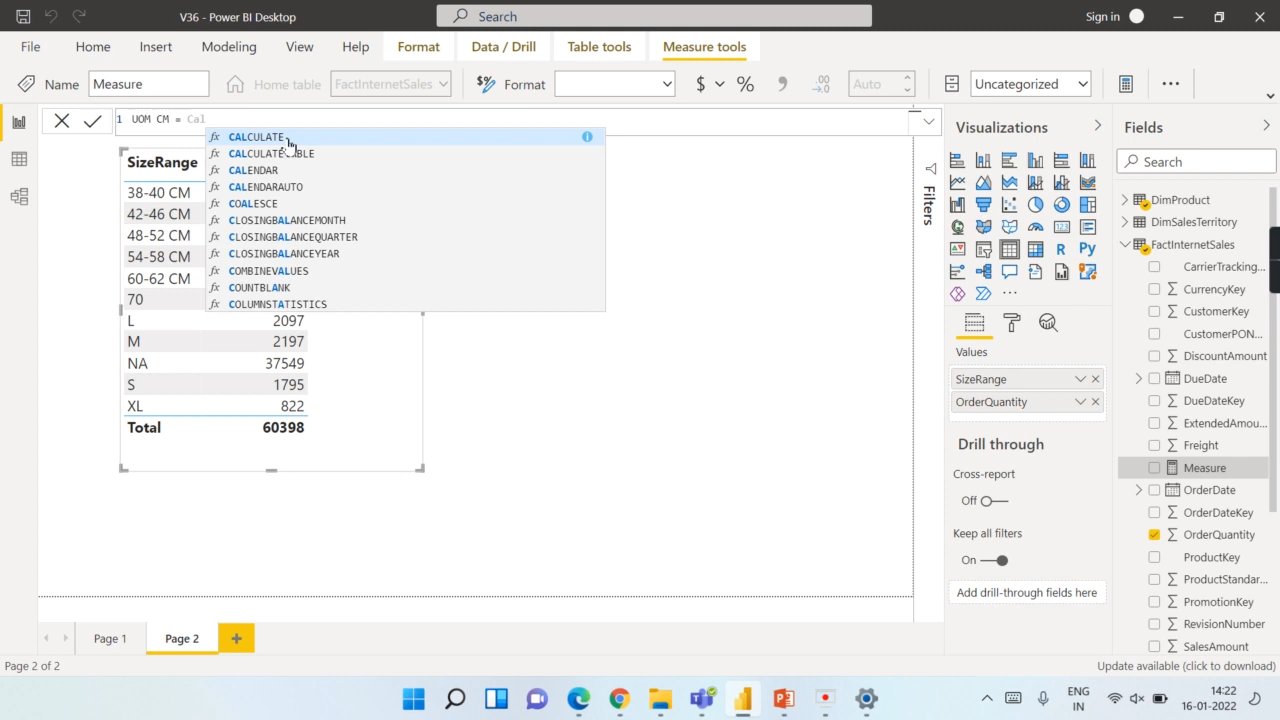 V36 - Power BI Desktop
Search
Sign in
File
Home
Insert
Modeling
View
Help
Format
Data / Drill
Table tools
Measure tools
Name
Measure
Home table
FactInternetSales
Format
$
%
Auto
Uncategorized
1 UOM CM = Cal
CALCULATE
CALCULATETABLE
CALENDAR
CALENDARAUTO
COALESCE
CLOSINGBALANCEMONTH
CLOSINGBALANCEQUARTER
CLOSINGBALANCEYEAR
COMBINEVALUES
COUNTBLANK
COLUMNSTATISTICS
SizeRange
38-40 CM
42-46 CM
48-52 CM
54-58 CM
60-62 CM
70
L 2097
M 2197
NA 37549
S 1795
XL 822
Total 60398
Filters
Visualizations
Values
SizeRange
OrderQuantity
Drill through
Cross-report
Off
Keep all filters
On
Add drill-through fields here
Fields
Search
DimProduct
DimSalesTerritory
FactInternetSales
CarrierTracking...
CurrencyKey
CustomerKey
CustomerPON...
DiscountAmount
DueDate
DueDateKey
ExtendedAmou...
Freight
Measure
OrderDate
OrderDateKey
OrderQuantity
ProductKey
ProductStandar...
PromotionKey
RevisionNumber
SalesAmount
Page 1
Page 2
Page 2 of 2
Update available (click to download)
ENG
IN
14:22
16-01-2022